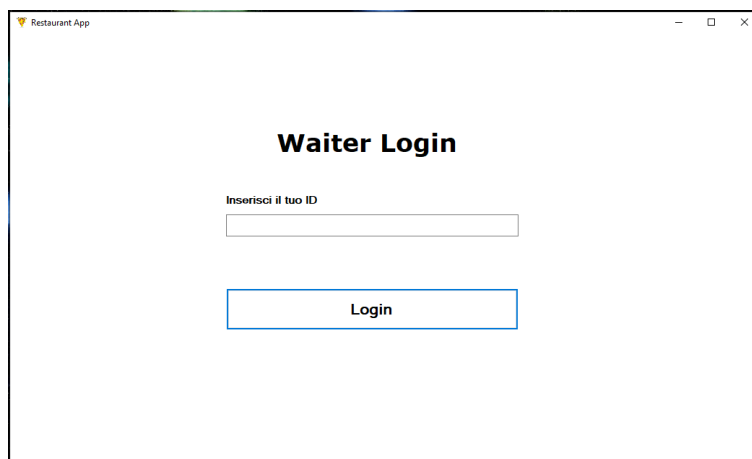 Restaurant App
Waiter Login
Inserisci il tuo ID
Login